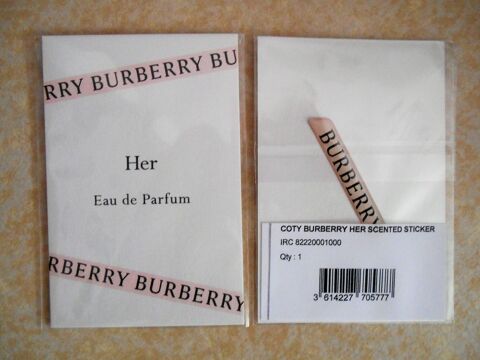 RRY BURBERRY BU
Her
Eau de Parfum
RBERRY BURBERRY
BURBERRY
COTY BURBERRY HER SCENTED STICKER
IRC 82220001000
Qty : 1
3 614227 705777